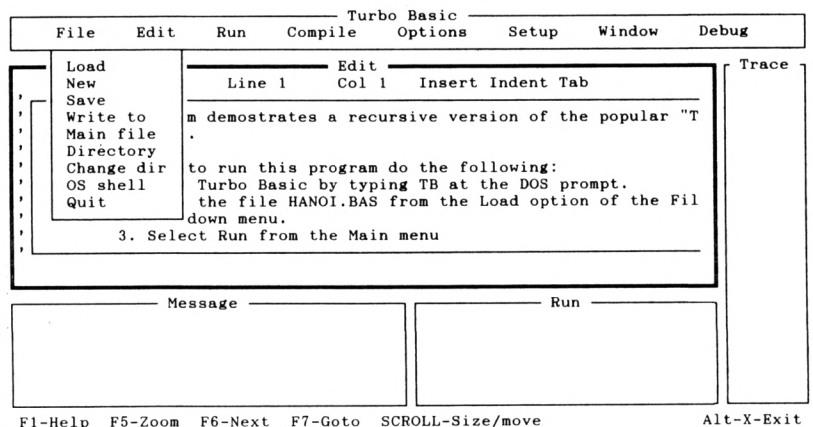 Turbo Basic
File Edit Run Compile Options Setup Window Debug
Load
New
Save
Write to
Main file
Directory
Change dir
OS shell
Quit
Edit
Line 1 Col 1 Insert Indent Tab
m demostrates a recursive version of the popular "T
.
to run this program do the following:
Turbo Basic by typing TB at the DOS prompt.
the file HANOI.BAS from the Load option of the Fil
down menu.
3. Select Run from the Main menu
Trace
Message
Run
F1-Help F5-Zoom F6-Next F7-Goto SCROLL-Size/move Alt-X-Exit